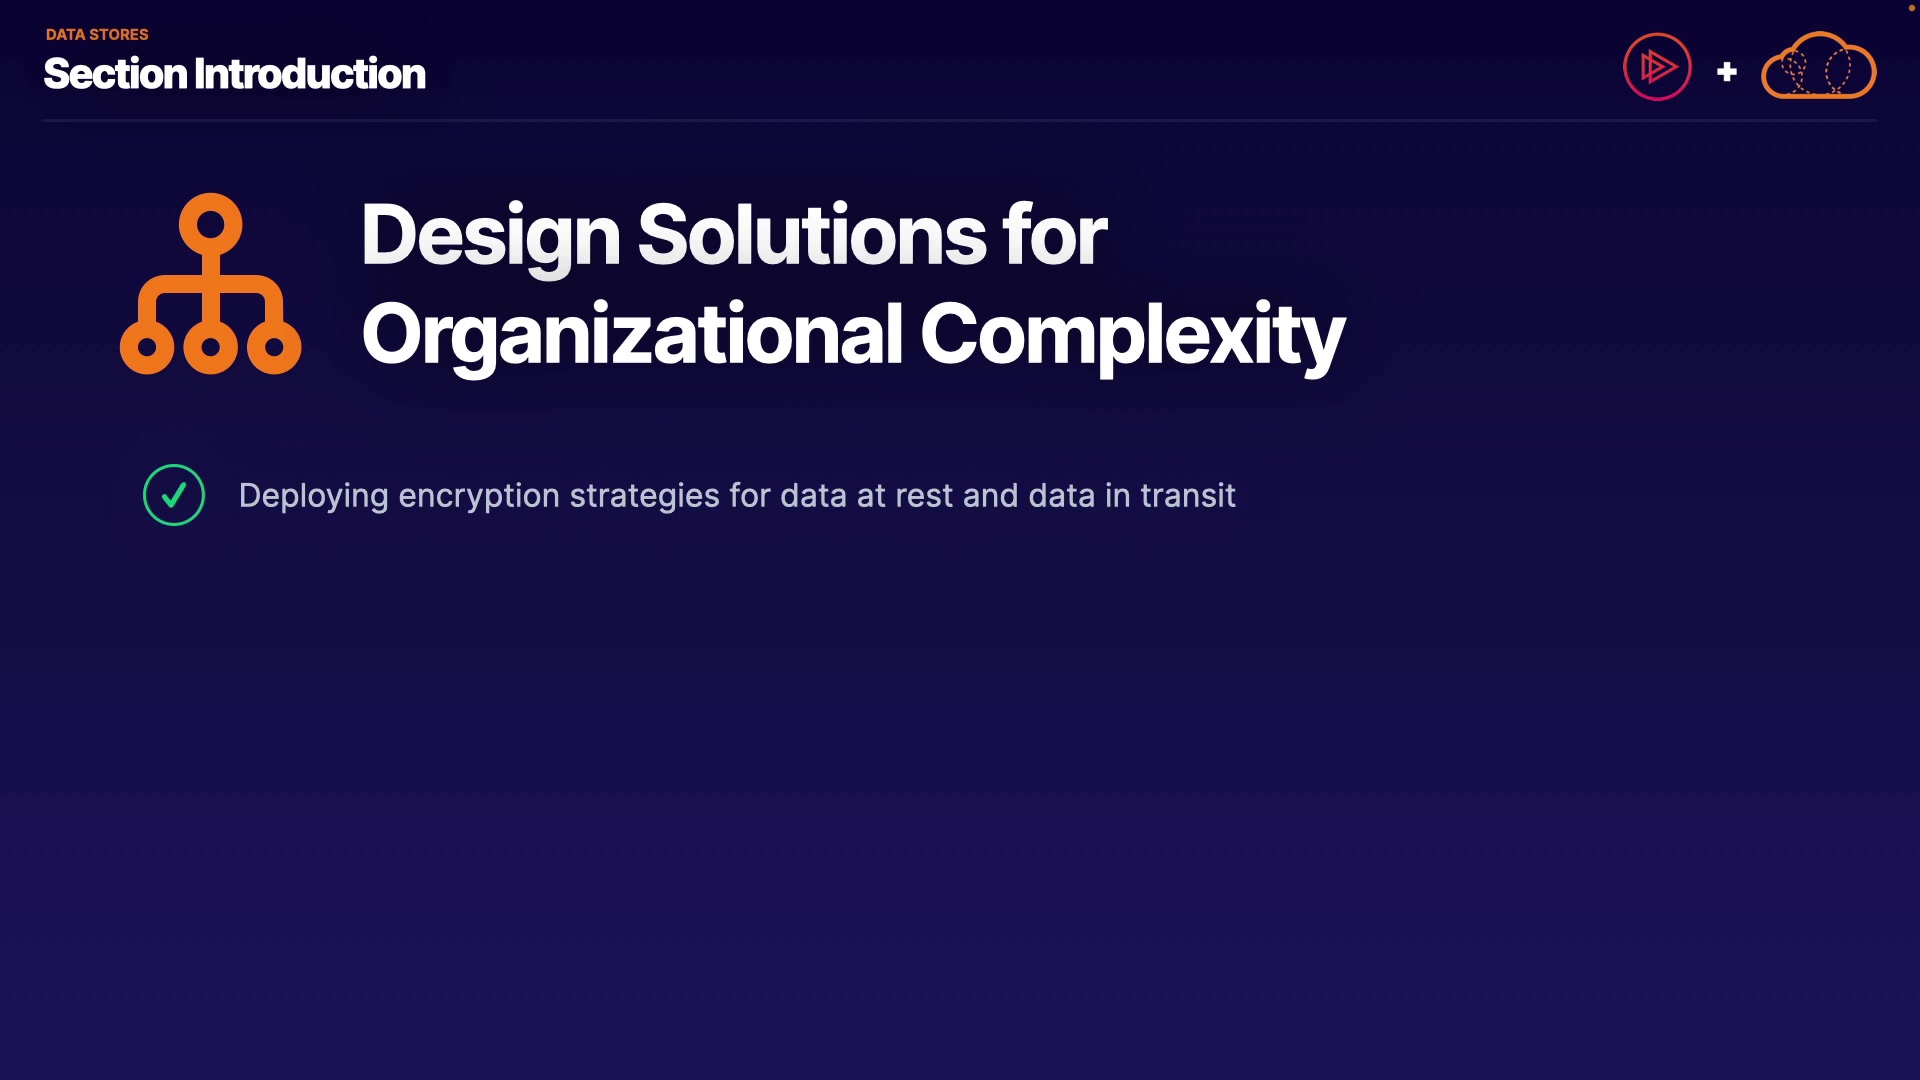 DATA STORES
Section Introduction
Design Solutions for
Organizational Complexity
Deploying encryption strategies for data at rest and data in transit